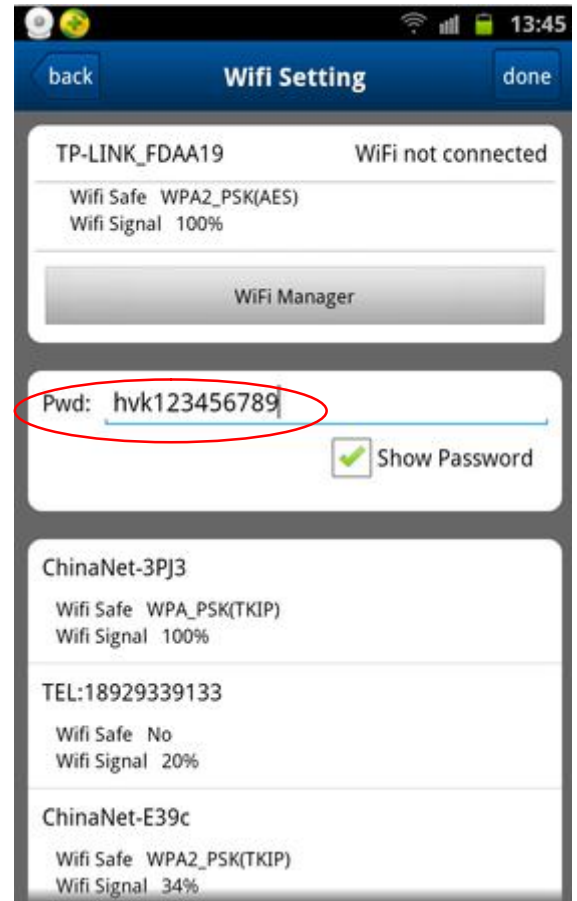 13:45
back Wifi Setting done
TP-LINK_FDAA19 WiFi not connected
Wifi Safe WPA2_PSK(AES)
Wifi Signal 100%
WiFi Manager
Pwd: hvk123456789
Show Password
ChinaNet-3PJ3
Wifi Safe WPA_PSK(TKIP)
Wifi Signal 100%
TEL:18929339133
Wifi Safe No
Wifi Signal 20%
ChinaNet-E39c
Wifi Safe WPA2_PSK(TKIP)
Wifi Signal 34%